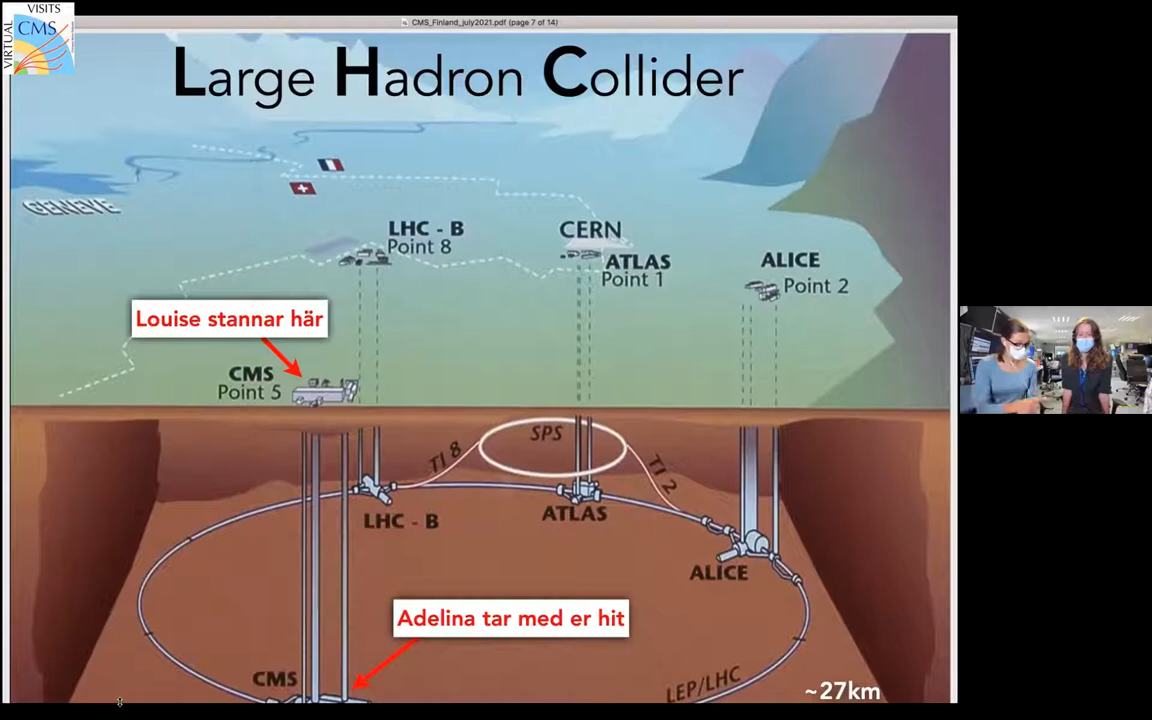 VISITS
CMS
VIRTUAL
CMS_Finland_july2021.pdf (page 7 of 14)
Large Hadron Collider
GENEVE
LHC - B
Point 8
CERN
ATLAS
Point 1
ALICE
Point 2
Louise stannar här
CMS
Point 5
SPS
TI 8
TI 2
LHC - B
ATLAS
ALICE
Adelina tar med er hit
CMS
LEP/LHC
~27km